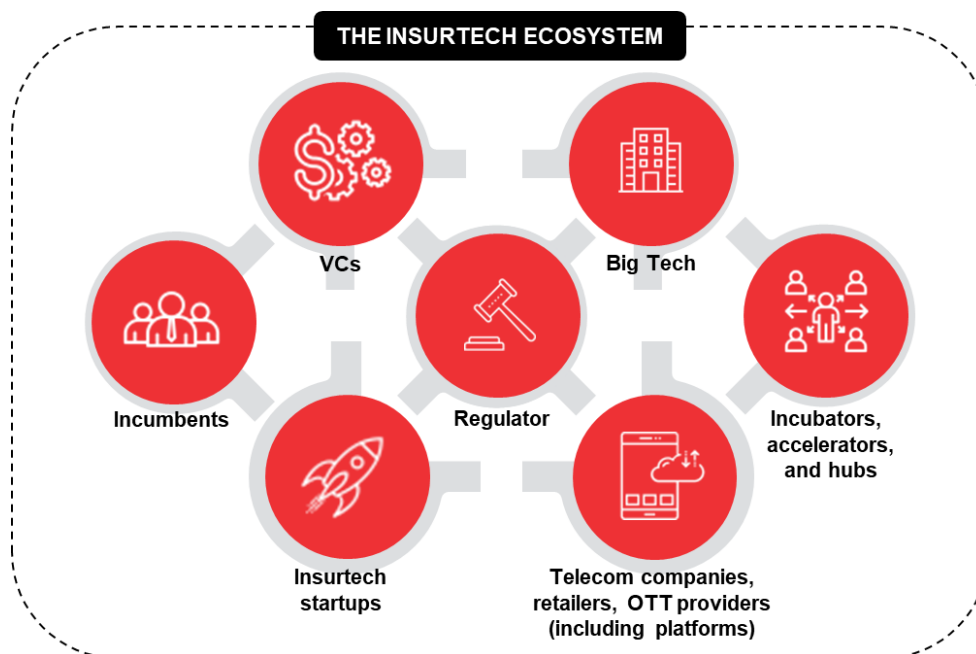 THE INSURTECH ECOSYSTEM
VCs
Big Tech
Incumbents
Regulator
Incubators,
accelerators,
and hubs
Insurtech
startups
Telecom companies,
retailers, OTT providers
(including platforms)